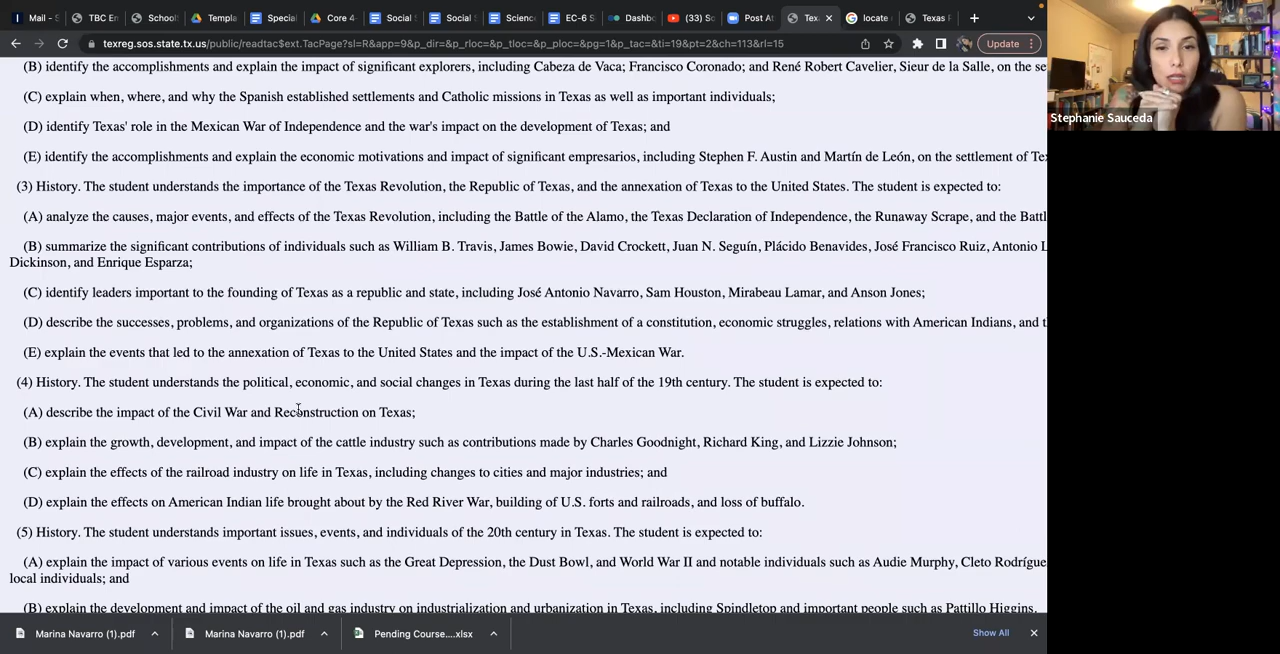 Mail - S
TBC En
School
Templa
Special
Core 4-
Social S
Social S
Science
EC-6 S
Dashbo
(33) So
Post At
Tex
locate
Texas F
texreg.sos.state.tx.us/public/readtac$ext.TacPage?sl=R&app=9&p_dir=&p_rloc=&p_tloc=&p_ploc=&pg=1&p_tac=&ti=19&pt=2&ch=113&rl=15
Update
(B) identify the accomplishments and explain the impact of significant explorers, including Cabeza de Vaca; Francisco Coronado; and René Robert Cavelier, Sieur de la Salle, on the se
(C) explain when, where, and why the Spanish established settlements and Catholic missions in Texas as well as important individuals;
(D) identify Texas' role in the Mexican War of Independence and the war's impact on the development of Texas; and
(E) identify the accomplishments and explain the economic motivations and impact of significant empresarios, including Stephen F. Austin and Martín de León, on the settlement of Te
(3) History. The student understands the importance of the Texas Revolution, the Republic of Texas, and the annexation of Texas to the United States. The student is expected to:
(A) analyze the causes, major events, and effects of the Texas Revolution, including the Battle of the Alamo, the Texas Declaration of Independence, the Runaway Scrape, and the Battl
(B) summarize the significant contributions of individuals such as William B. Travis, James Bowie, David Crockett, Juan N. Seguín, Plácido Benavides, José Francisco Ruiz, Antonio L
Dickinson, and Enrique Esparza;
(C) identify leaders important to the founding of Texas as a republic and state, including José Antonio Navarro, Sam Houston, Mirabeau Lamar, and Anson Jones;
(D) describe the successes, problems, and organizations of the Republic of Texas such as the establishment of a constitution, economic struggles, relations with American Indians, and t
(E) explain the events that led to the annexation of Texas to the United States and the impact of the U.S.-Mexican War.
(4) History. The student understands the political, economic, and social changes in Texas during the last half of the 19th century. The student is expected to:
(A) describe the impact of the Civil War and Reconstruction on Texas;
(B) explain the growth, development, and impact of the cattle industry such as contributions made by Charles Goodnight, Richard King, and Lizzie Johnson;
(C) explain the effects of the railroad industry on life in Texas, including changes to cities and major industries; and
(D) explain the effects on American Indian life brought about by the Red River War, building of U.S. forts and railroads, and loss of buffalo.
(5) History. The student understands important issues, events, and individuals of the 20th century in Texas. The student is expected to:
(A) explain the impact of various events on life in Texas such as the Great Depression, the Dust Bowl, and World War II and notable individuals such as Audie Murphy, Cleto Rodrígue
local individuals; and
(B) explain the development and impact of the oil and gas industry on industrialization and urbanization in Texas, including Spindletop and important people such as Pattillo Higgins.
Marina Navarro (1).pdf
Marina Navarro (1).pdf
Pending Course....xlsx
Show All
Stephanie Sauceda